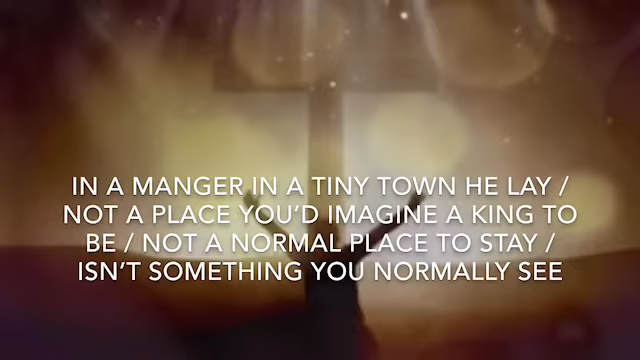 IN A MANGER IN A TINY TOWN HE LAY /
NOT A PLACE YOU’D IMAGINE A KING TO
BE / NOT A NORMAL PLACE TO STAY /
ISN’T SOMETHING YOU NORMALLY SEE